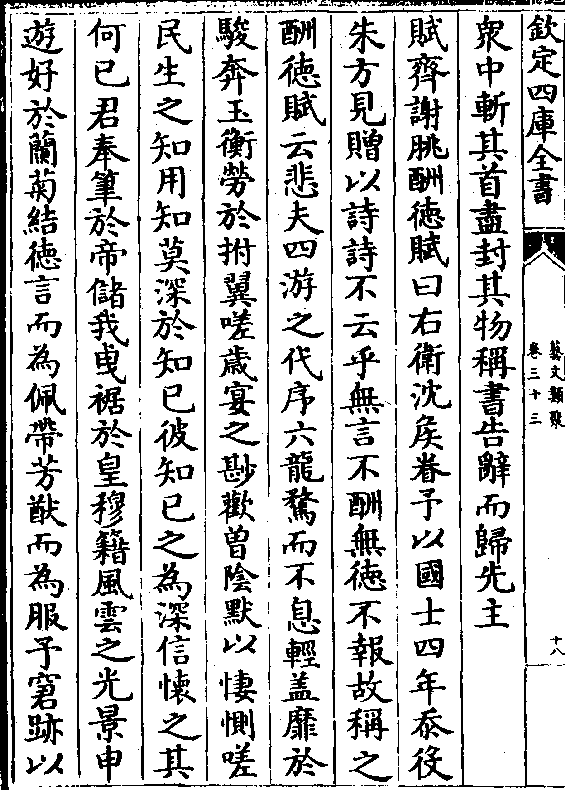 欽定四庫全書
藝文類聚
卷三十三
十八
衆中斬其首盡封其物稱書告辭而歸先主
賦齊謝朓酬徳賦曰右衛沈矦眷予以國士四年忝役
朱方見贈以詩詩不云乎無言不酬無徳不報故稱之
酬徳賦云悲夫四游之代序六龍騖而不息輕盖靡於
駿奔玉衡勞於拊翼嗟歳宴之尠歡曽陰默以悽惻嗟
民生之知用知莫深於知已彼知已之為深信懐之其
何已君奉筆於帝儲我曵裾於皇穆籍風雲之光景申
遊好於蘭菊結徳言而為佩帶芳猷而為服予窘跡以